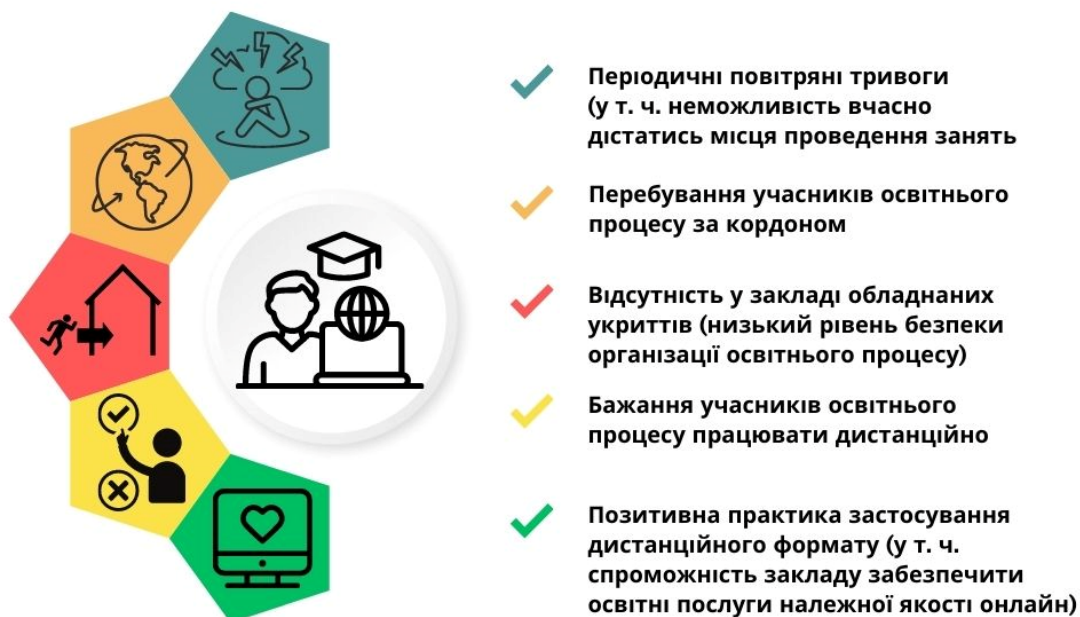 Періодичні повітряні тривоги
(у т. ч. неможливість вчасно
дістатись місця проведення занять
Перебування учасників освітнього
процесу за кордоном
Відсутність у закладі обладнаних
укриттів (низький рівень безпеки
організації освітнього процесу)
Бажання учасників освітнього
процесу працювати дистанційно
Позитивна практика застосування
дистанційного формату (у т. ч.
спроможність закладу забезпечити
освітні послуги належної якості онлайн)